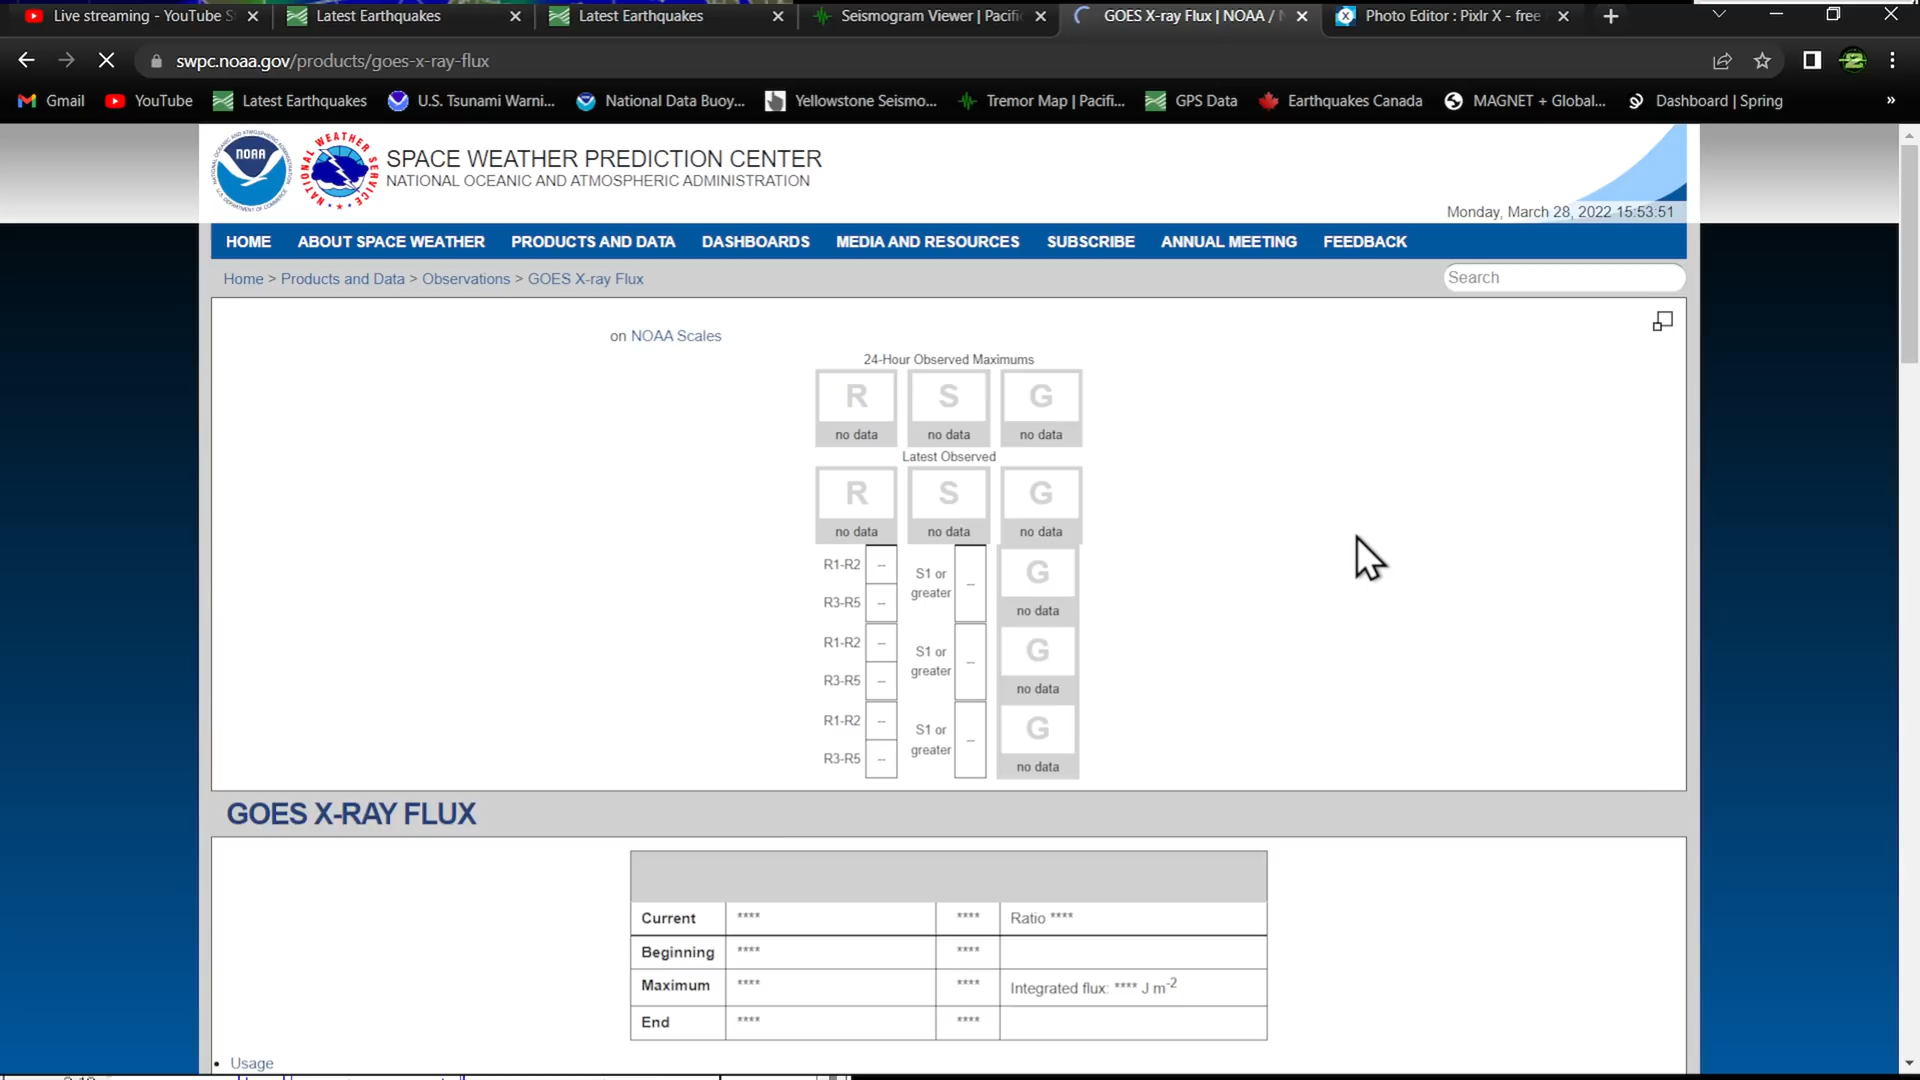 Live streaming - YouTube S
Latest Earthquakes
Latest Earthquakes
Seismogram Viewer | Pacific
GOES X-ray Flux | NOAA / N
Photo Editor : Pixlr X - free
swpc.noaa.gov/products/goes-x-ray-flux
Gmail
YouTube
Latest Earthquakes
U.S. Tsunami Warni...
National Data Buoy...
Yellowstone Seismo...
Tremor Map | Pacifi...
GPS Data
Earthquakes Canada
MAGNET + Global...
Dashboard | Spring
»
NOAA
NATIONAL WEATHER SERVICE
SPACE WEATHER PREDICTION CENTER
NATIONAL OCEANIC AND ATMOSPHERIC ADMINISTRATION
Monday, March 28, 2022 15:53:51
HOME ABOUT SPACE WEATHER PRODUCTS AND DATA DASHBOARDS MEDIA AND RESOURCES SUBSCRIBE ANNUAL MEETING FEEDBACK
Home > Products and Data > Observations > GOES X-ray Flux
Search
on NOAA Scales
24-Hour Observed Maximums
R S G
no data no data no data
Latest Observed
R S G
no data no data no data
R1-R2 -- S1 or greater -- G
R3-R5 -- no data
R1-R2 -- S1 or greater -- G
R3-R5 -- no data
R1-R2 -- S1 or greater -- G
R3-R5 -- no data
GOES X-RAY FLUX
Current **** **** Ratio ****
Beginning **** ****
Maximum **** **** Integrated flux: **** J m-2
End **** ****
• Usage